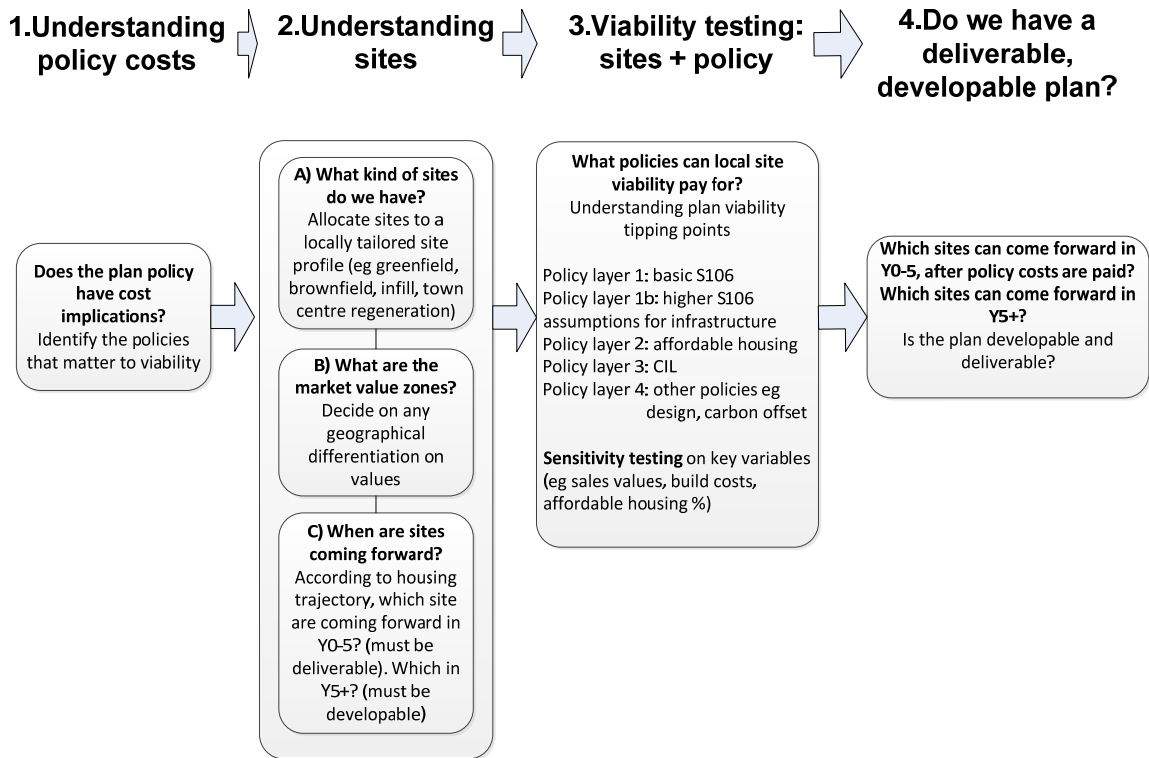 1.Understanding
policy costs
2.Understanding
sites
3.Viability testing:
sites + policy
4.Do we have a
deliverable,
developable plan?
Does the plan policy
have cost
implications?
Identify the policies
that matter to viability
A) What kind of sites
do we have?
Allocate sites to a
locally tailored site
profile (eg greenfield,
brownfield, infill, town
centre regeneration)
B) What are the
market value zones?
Decide on any
geographical
differentiation on
values
C) When are sites
coming forward?
According to housing
trajectory, which site
are coming forward in
Y0-5? (must be
deliverable). Which in
Y5+? (must be
developable)
What policies can local site
viability pay for?
Understanding plan viability
tipping points
Policy layer 1: basic S106
Policy layer 1b: higher S106
assumptions for infrastructure
Policy layer 2: affordable housing
Policy layer 3: CIL
Policy layer 4: other policies eg
design, carbon offset
Sensitivity testing on key variables
(eg sales values, build costs,
affordable housing %)
Which sites can come forward in
Y0-5, after policy costs are paid?
Which sites can come forward in
Y5+?
Is the plan developable and
deliverable?